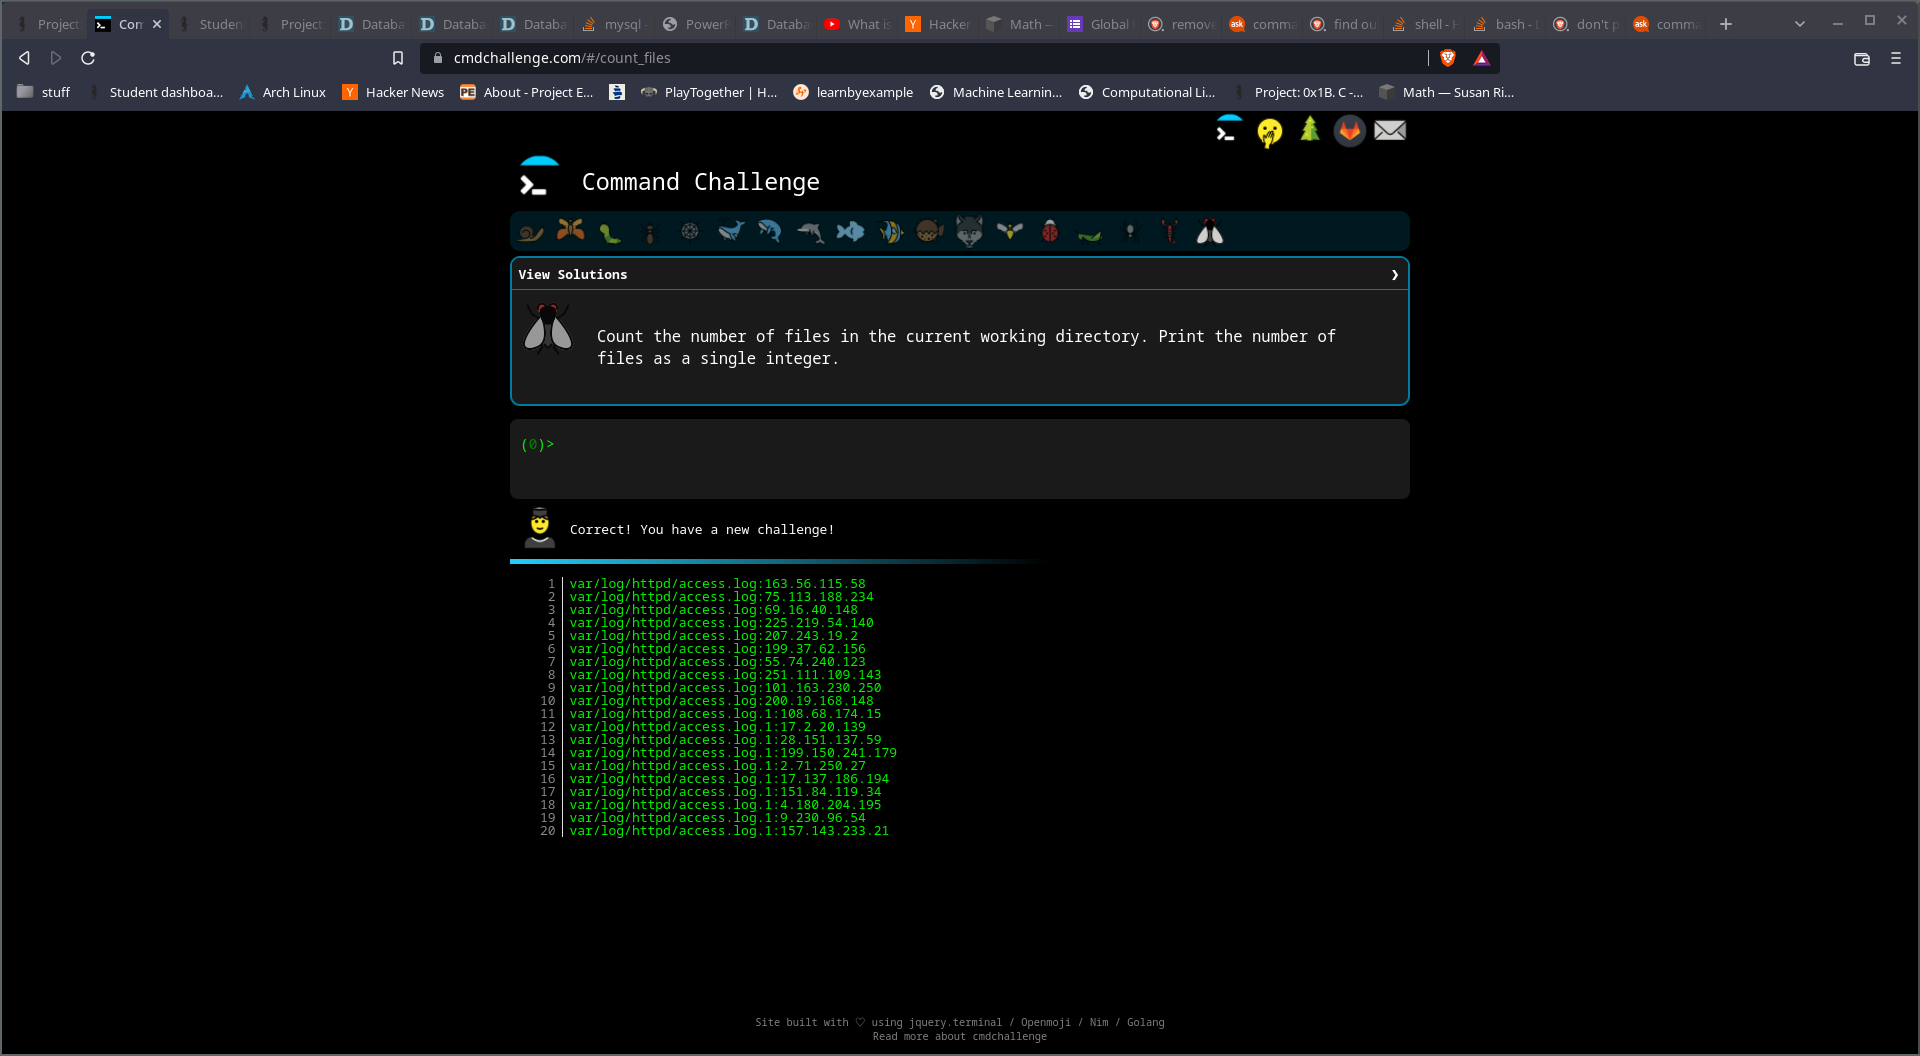 Project
Com
Studen
Project
Databa
Databa
Databa
mysql -
PowerF
Databa
What is
Hacker
Math —
Global
remove
comma
find ou
shell - H
bash - L
don't p
comma
cmdchallenge.com/#/count_files
stuff
Student dashboa...
Arch Linux
Hacker News
About - Project E...
PlayTogether | H...
learnbyexample
Machine Learnin...
Computational Li...
Project: 0x1B. C -...
Math — Susan Ri...
Command Challenge
View Solutions
Count the number of files in the current working directory. Print the number of
files as a single integer.
(0)>
Correct! You have a new challenge!
1 var/log/httpd/access.log:163.56.115.58
2 var/log/httpd/access.log:75.113.188.234
3 var/log/httpd/access.log:69.16.40.148
4 var/log/httpd/access.log:225.219.54.140
5 var/log/httpd/access.log:207.243.19.2
6 var/log/httpd/access.log:199.37.62.156
7 var/log/httpd/access.log:55.74.240.123
8 var/log/httpd/access.log:251.111.109.143
9 var/log/httpd/access.log:101.163.230.250
10 var/log/httpd/access.log:200.19.168.148
11 var/log/httpd/access.log.1:108.68.174.15
12 var/log/httpd/access.log.1:17.2.20.139
13 var/log/httpd/access.log.1:28.151.137.59
14 var/log/httpd/access.log.1:199.150.241.179
15 var/log/httpd/access.log.1:2.71.250.27
16 var/log/httpd/access.log.1:17.137.186.194
17 var/log/httpd/access.log.1:151.84.119.34
18 var/log/httpd/access.log.1:4.180.204.195
19 var/log/httpd/access.log.1:9.230.96.54
20 var/log/httpd/access.log.1:157.143.233.21
Site built with ♡ using jquery.terminal / Openmoji / Nim / Golang
Read more about cmdchallenge